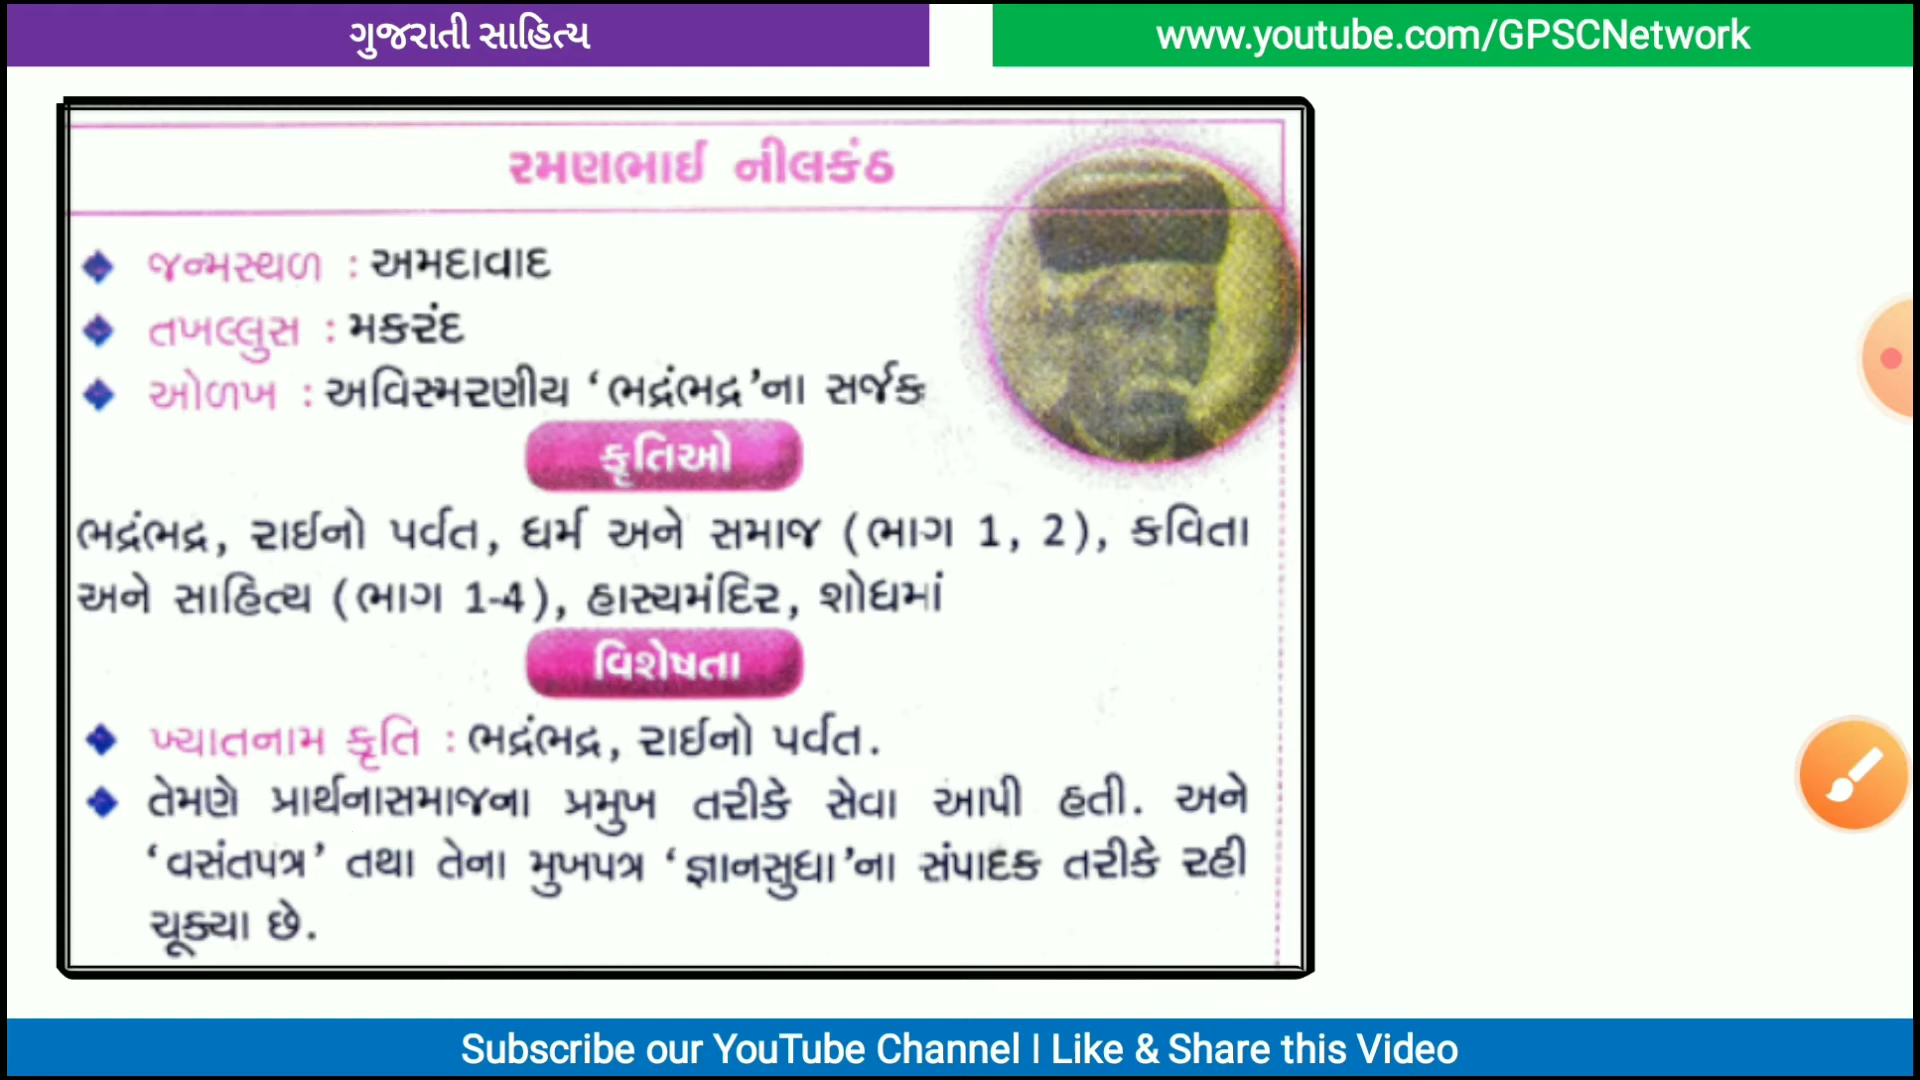 ગુજરાતી સાહિત્ય
www.youtube.com/GPSCNetwork
રમણભાઈ નીલકંઠ
જન્મસ્થળ : અમદાવાદ
તખલ્લુસ : મકરંદ
ઓળખ : અવિસ્મરણીય ‘ભદ્રંભદ્ર’ના સર્જક
કૃતિઓ
ભદ્રંભદ્ર, રાઈનો પર્વત, ધર્મ અને સમાજ (ભાગ 1, 2), કવિતા
અને સાહિત્ય (ભાગ 1-4), હાસ્યમંદિર, શોધમાં
વિશેષતા
ખ્યાતનામ કૃતિ : ભદ્રંભદ્ર, રાઈનો પર્વત.
તેમણે પ્રાર્થનાસમાજના પ્રમુખ તરીકે સેવા આપી હતી. અને
‘વસંતપત્ર’ તથા તેના મુખપત્ર ‘જ્ઞાનસુધા’ના સંપાદક તરીકે રહી
ચૂક્યા છે.
Subscribe our YouTube Channel | Like & Share this Video